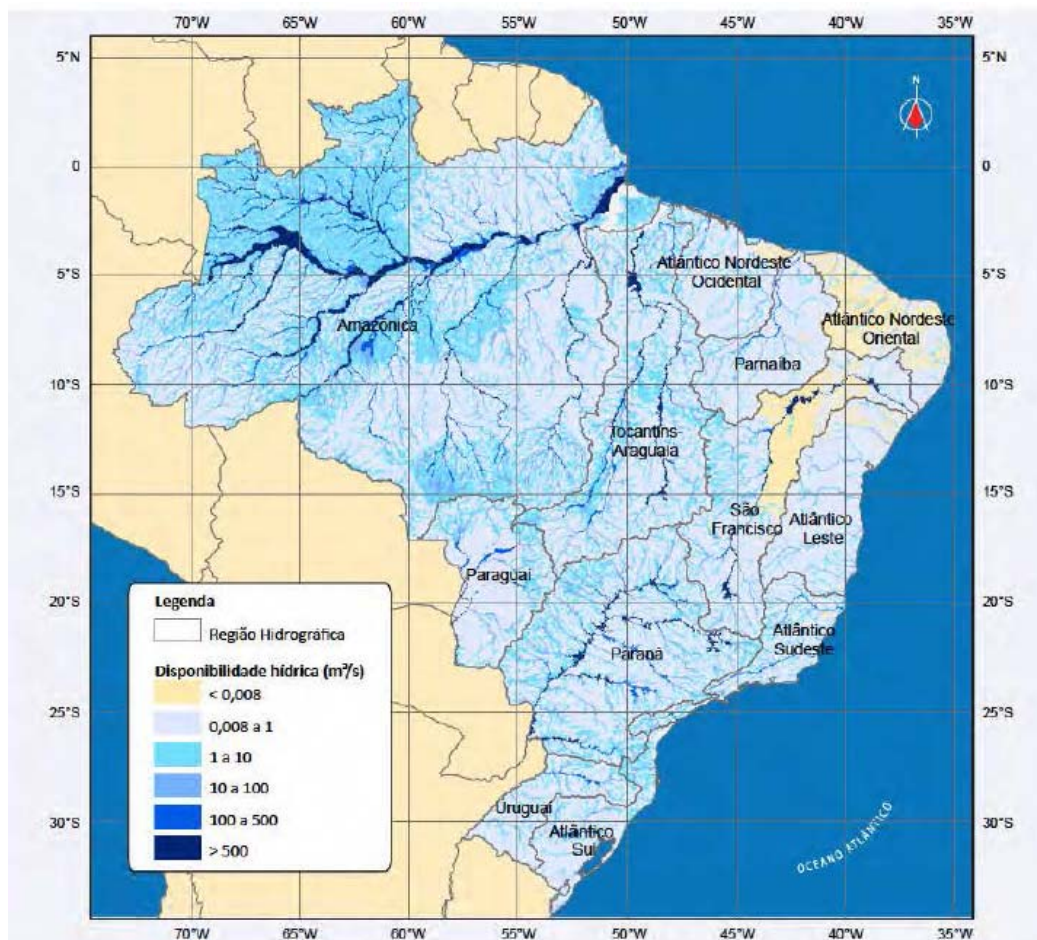 70°W 65°W 60°W 55°W 50°W 45°W 40°W 35°W
5°N 5°N
N
0 0
Atlântico Nordeste
Ocidental
5°S 5°S
Amazônica
Atlântico Nordeste
Oriental
Parnaíba
10°S 10°S
Tocantins-
Araguaia
15°S 15°S
São
Francisco
Atlântico
Leste
Paraguai
20°S 20°S
Atlântico
Sudeste
Paraná
25°S 25°S
Uruguai
30°S 30°S
Atlântico
Sul
OCEANO ATLÂNTICO
Legenda
Região Hidrográfica
Disponibilidade hídrica (m³/s)
< 0,008
0,008 a 1
1 a 10
10 a 100
100 a 500
> 500
70°W 65°W 60°W 55°W 50°W 45°W 40°W 35°W